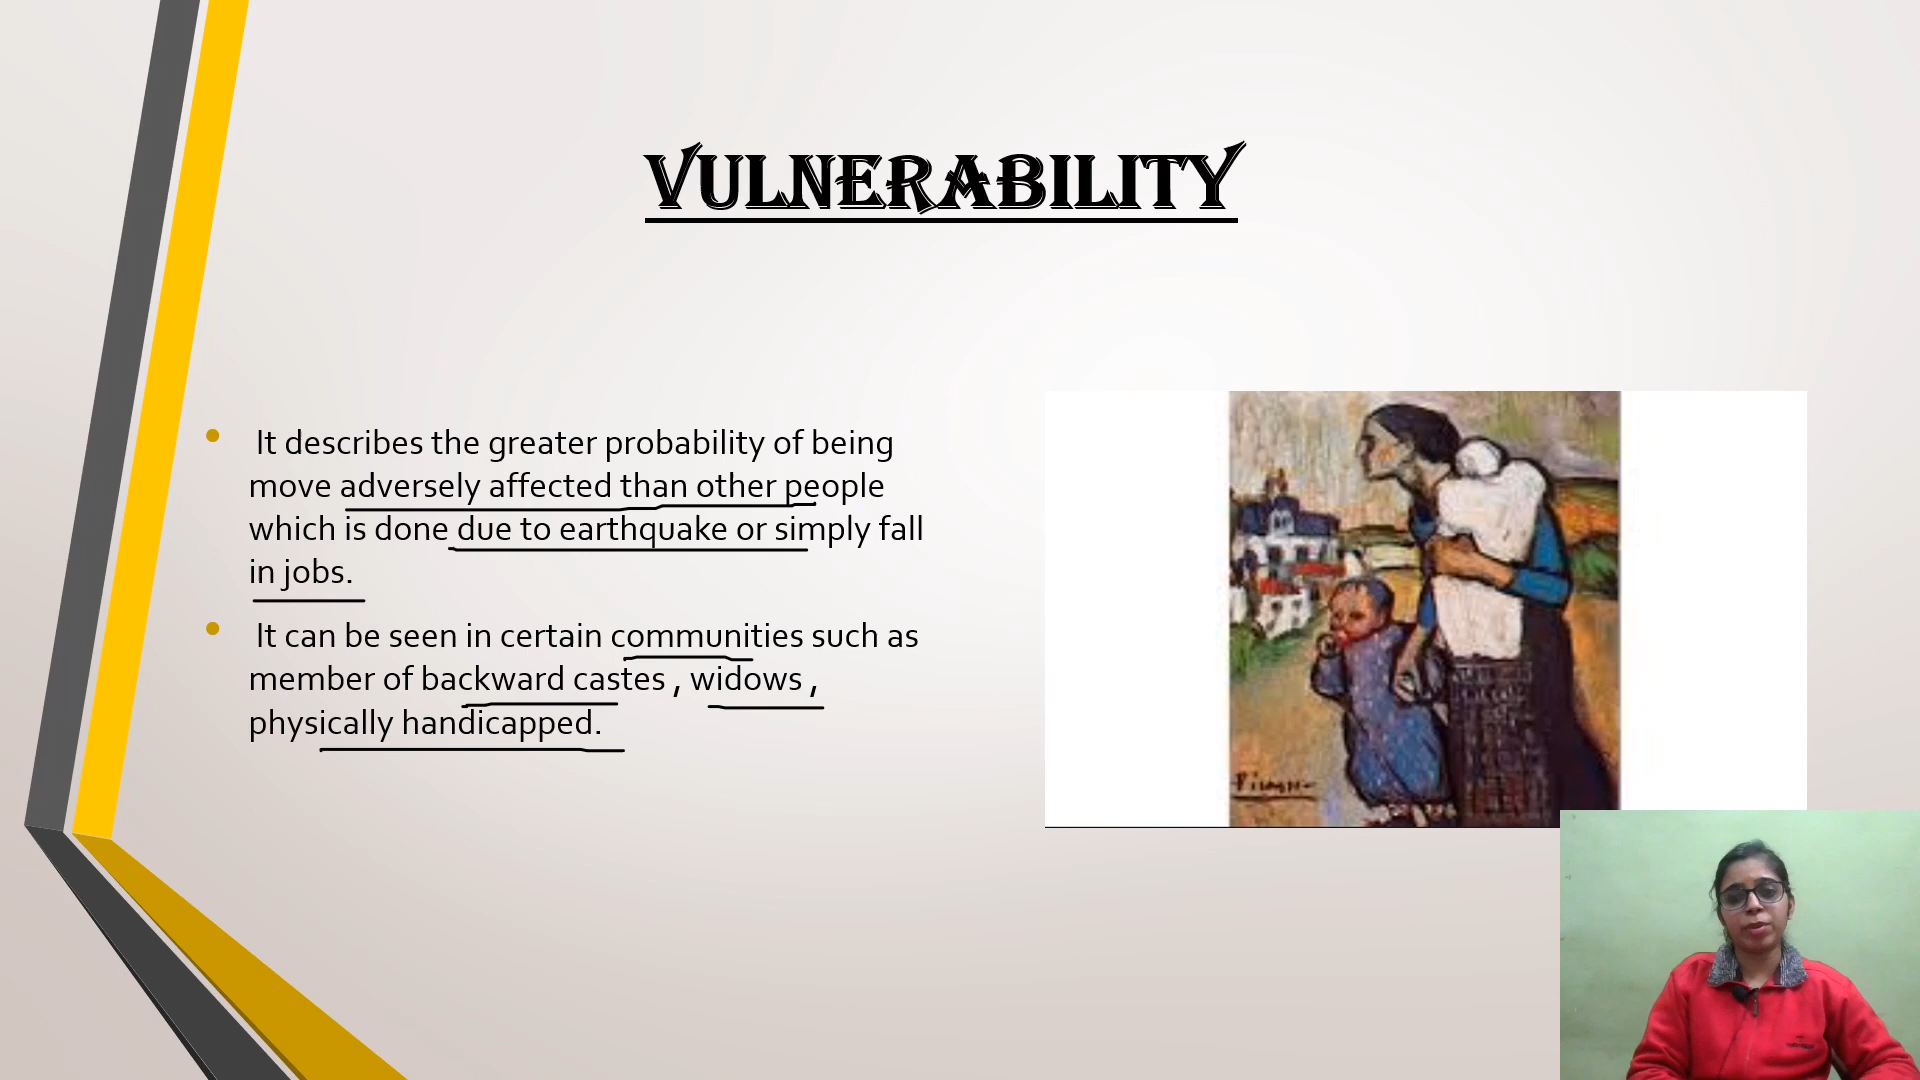 VULNERABILITY
It describes the greater probability of being
move adversely affected than other people
which is done due to earthquake or simply fall
in jobs.
It can be seen in certain communities such as
member of backward castes , widows ,
physically handicapped.